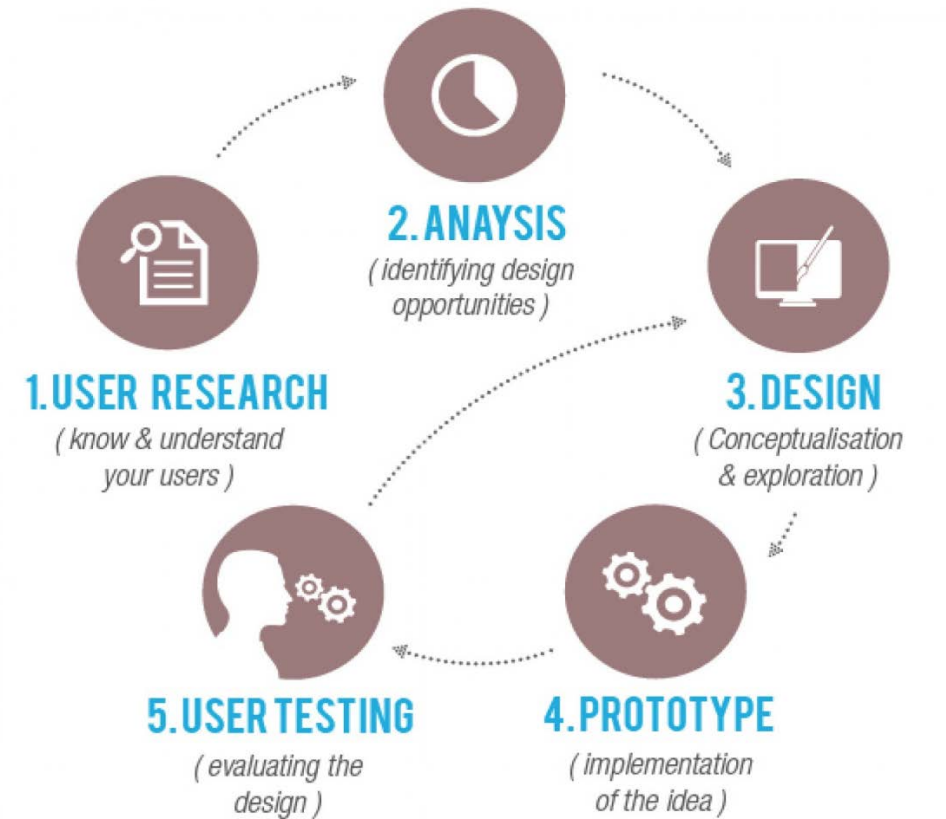 1. USER RESEARCH
( know & understand
your users )
2. ANAYSIS
( identifying design
opportunities )
3. DESIGN
( Conceptualisation
& exploration )
4. PROTOTYPE
( implementation
of the idea )
5. USER TESTING
( evaluating the
design )